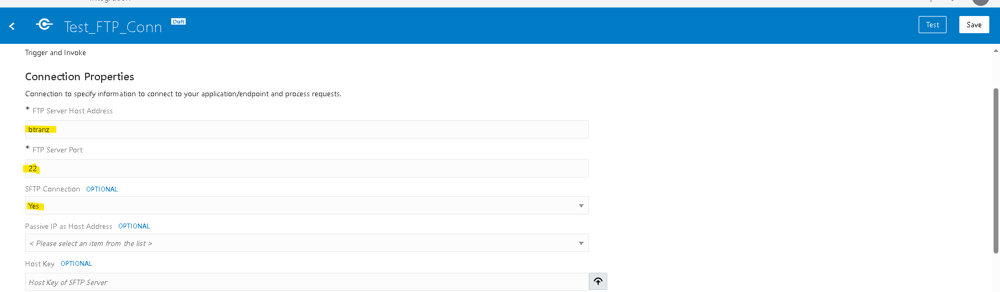 Integration
Test_FTP_Conn Draft Test Save
Trigger and Invoke
Connection Properties
Connection to specify information to connect to your application/endpoint and process requests.
* FTP Server Host Address
btranz
* FTP Server Port
22
SFTP Connection OPTIONAL
Yes
Passive IP as Host Address OPTIONAL
< Please select an item from the list >
Host Key OPTIONAL
Host Key of SFTP Server